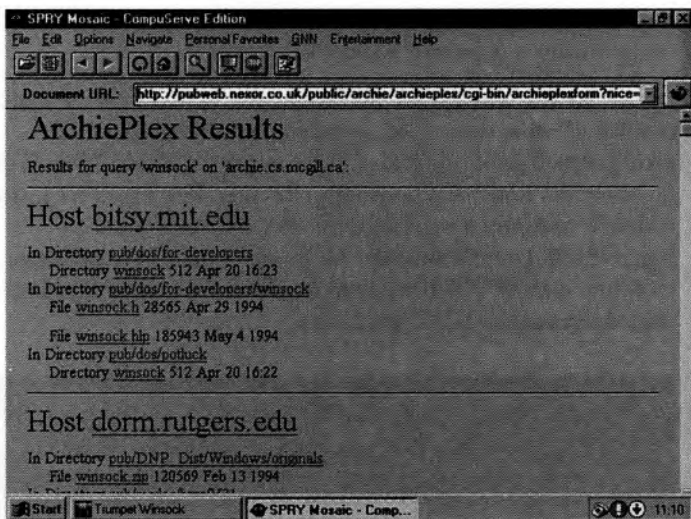 SPRY Mosaic - CompuServe Edition
File Edit Options Navigate Personal Favorites GNN Entertainment Help
Document URL: http://pubweb.nexor.co.uk/public/archie/archieplex/cgi-bin/archieplexform?nice=
ArchiePlex Results
Results for query 'winsock' on 'archie.cs.mcgill.ca':
Host bitsy.mit.edu
In Directory pub/dos/for-developers
Directory winsock 512 Apr 20 16:23
In Directory pub/dos/for-developers/winsock
File winsock.h 28565 Apr 29 1994
File winsock.hlp 185943 May 4 1994
In Directory pub/dos/potluck
Directory winsock 512 Apr 20 16:22
Host dorm.rutgers.edu
In Directory pub/DNP_Dist/Windows/originals
File winsock.zip 120569 Feb 13 1994
In Directory
Start Trumpet Winsock SPRY Mosaic - Comp... 11:10